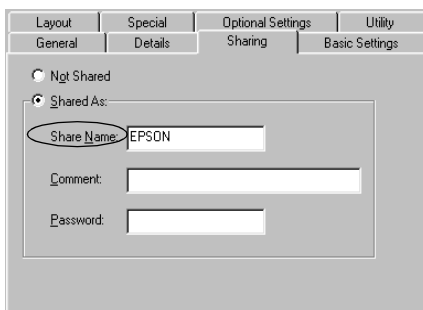 Layout Special Optional Settings Utility
General Details Sharing Basic Settings
Not Shared
Shared As:
Share Name: EPSON
Comment:
Password: